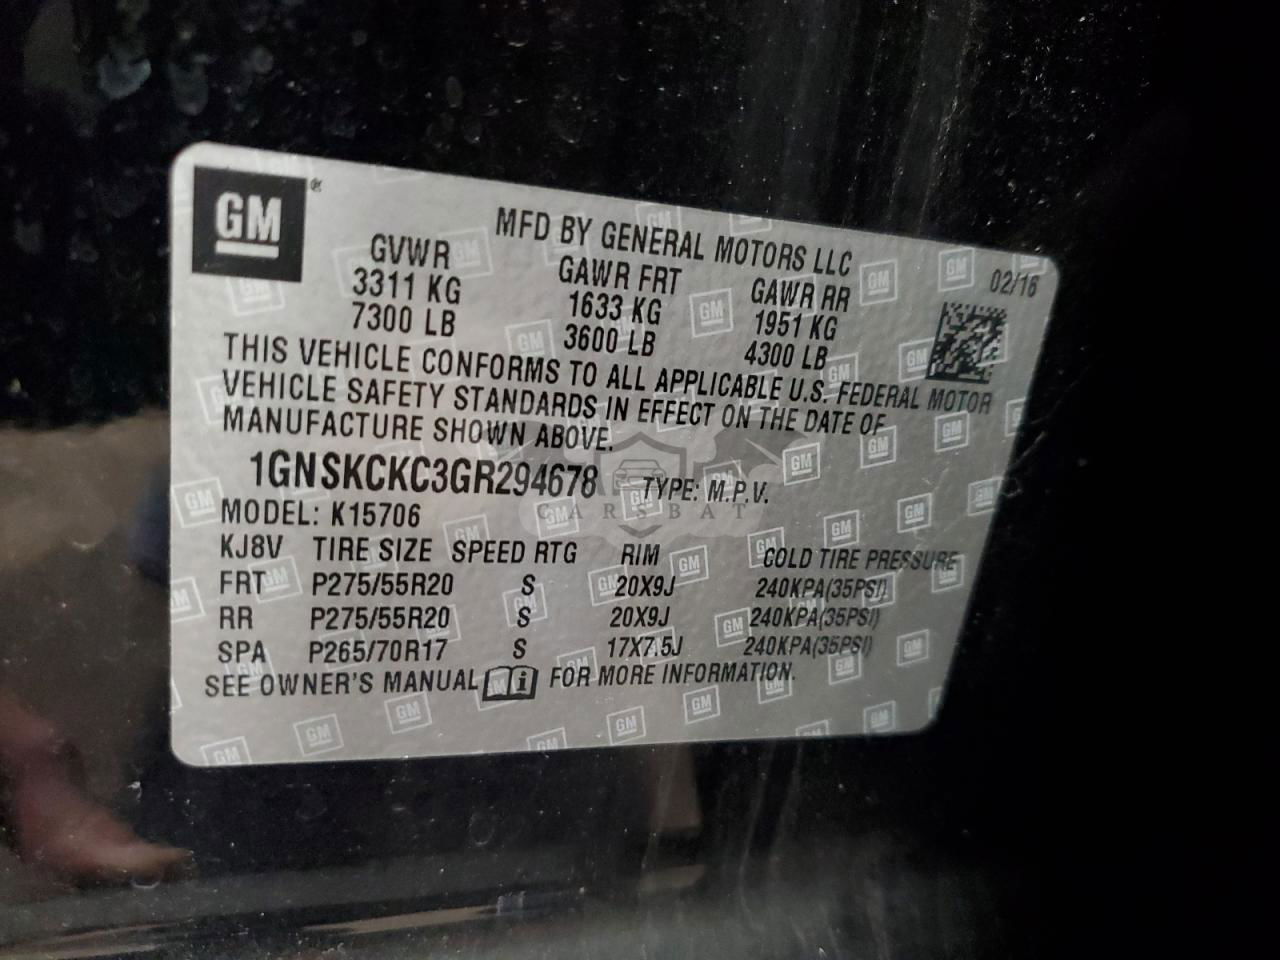 GM®
MFD BY GENERAL MOTORS LLC
02/16
GVWR GAWR FRT GAWR RR
3311 KG 1633 KG 1951 KG
7300 LB 3600 LB 4300 LB
THIS VEHICLE CONFORMS TO ALL APPLICABLE U.S. FEDERAL MOTOR
VEHICLE SAFETY STANDARDS IN EFFECT ON THE DATE OF
MANUFACTURE SHOWN ABOVE.
1GNSKCKC3GR294678 TYPE: M.P.V.
CARSBAT
MODEL: K15706
KJ8V TIRE SIZE SPEED RTG RIM COLD TIRE PRESSURE
FRT P275/55R20 S 20X9J 240KPA(35PSI)
RR P275/55R20 S 20X9J 240KPA(35PSI)
SPA P265/70R17 S 17X7.5J 240KPA(35PSI)
SEE OWNER'S MANUAL i FOR MORE INFORMATION.